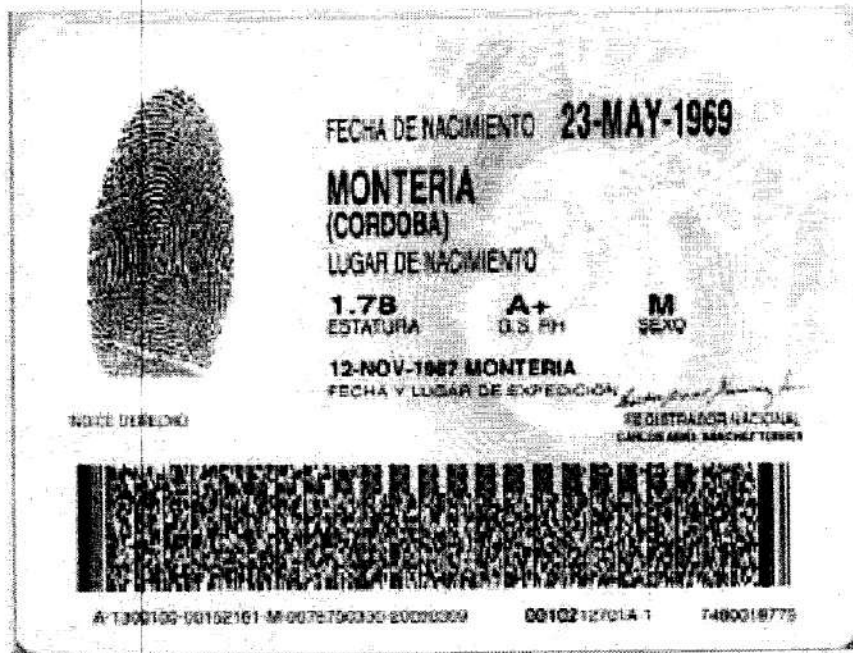 FECHA DE NACIMIENTO 23-MAY-1969
MONTERIA
(CORDOBA)
LUGAR DE NACIMIENTO
1.78 A+ M
ESTATURA G.S. RH SEXO
12-NOV-1987 MONTERIA
FECHA Y LUGAR DE EXPEDICION
INDICE DERECHO
REGISTRADOR NACIONAL